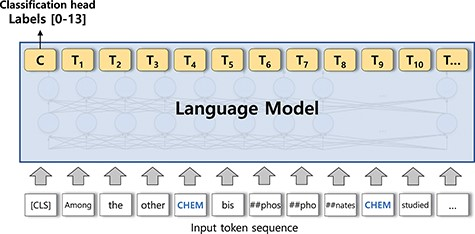 Classification head
Labels [0-13]
C T1 T2 T3 T4 T5 T6 T7 T8 T9 T10 T...
Language Model
[CLS] Among the other CHEM bis ##phos ##pho ##nates CHEM studied ...
Input token sequence